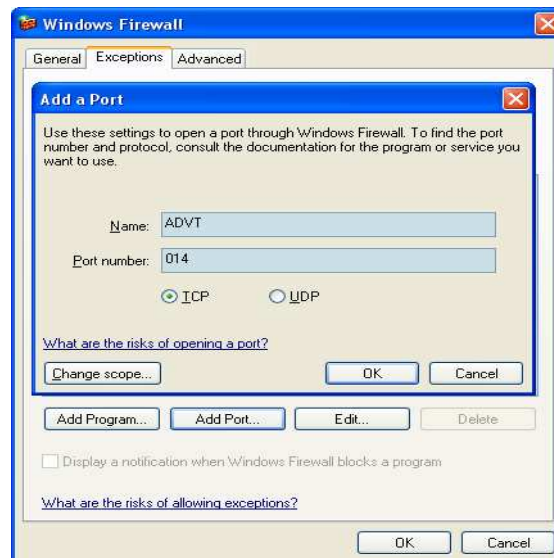 Windows Firewall
General Exceptions Advanced
Add a Port
Use these settings to open a port through Windows Firewall. To find the port
number and protocol, consult the documentation for the program or service you
want to use.
Name: ADVT
Port number: 014
TCP UDP
What are the risks of opening a port?
Change scope... OK Cancel
Add Program... Add Port... Edit... Delete
Display a notification when Windows Firewall blocks a program
What are the risks of allowing exceptions?
OK Cancel